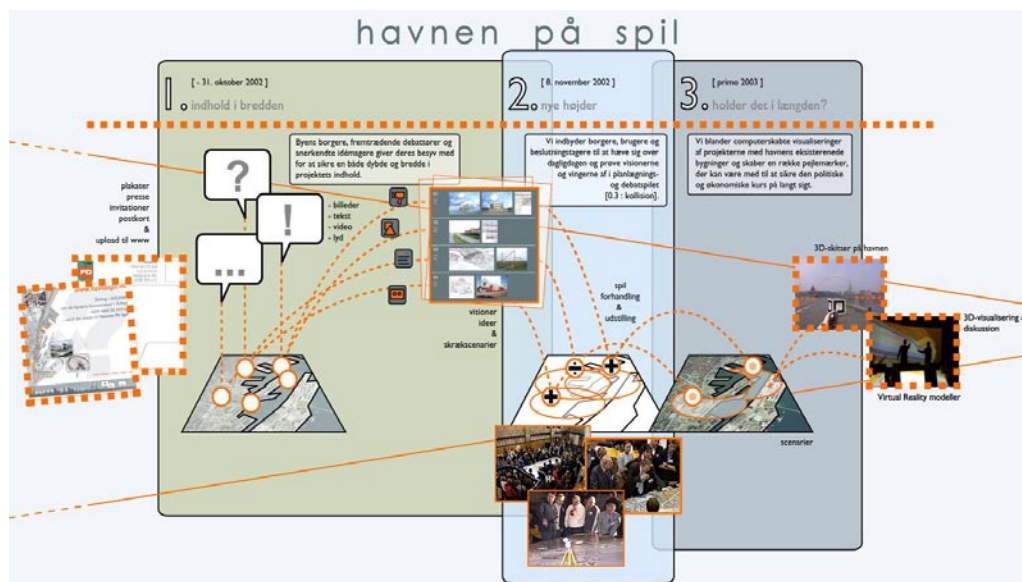 havnen på spil
1.
[ - 31. oktober 2002 ]
indhold i bredden
Byens borgere, fremtrædende debattører og
snerkendte idémagere giver deres besyv med
for at sikre en både dybde og bredde i
projektets indhold.
?
!
...
- billeder
- tekst
- video
- lyd
plakater
presse
invitationer
postkort
&
upload til www
visioner
ideer
&
skrækscenarier
2.
[ 8. november 2002 ]
nye højder
Vi indbyder borgere, brugere og
beslutningstagere til at hæve sig over
dagligdagen og prøve visionerne
og vingerne af i planlægnings-
og debatspillet
[0.3 : kollision].
spil
forhandling
&
udstilling
3.
[ primo 2003 ]
holder det i længden?
Vi blander computerskabte visualiseringer
af projekterne med havnens eksisterende
bygninger og skaber en række pejlemærker,
der kan være med til at sikre den politiske
og økonomiske kurs på langt sigt.
3D-skitser på havnen
3D-visualisering
diskussion
Virtual Reality modeller
scenarier